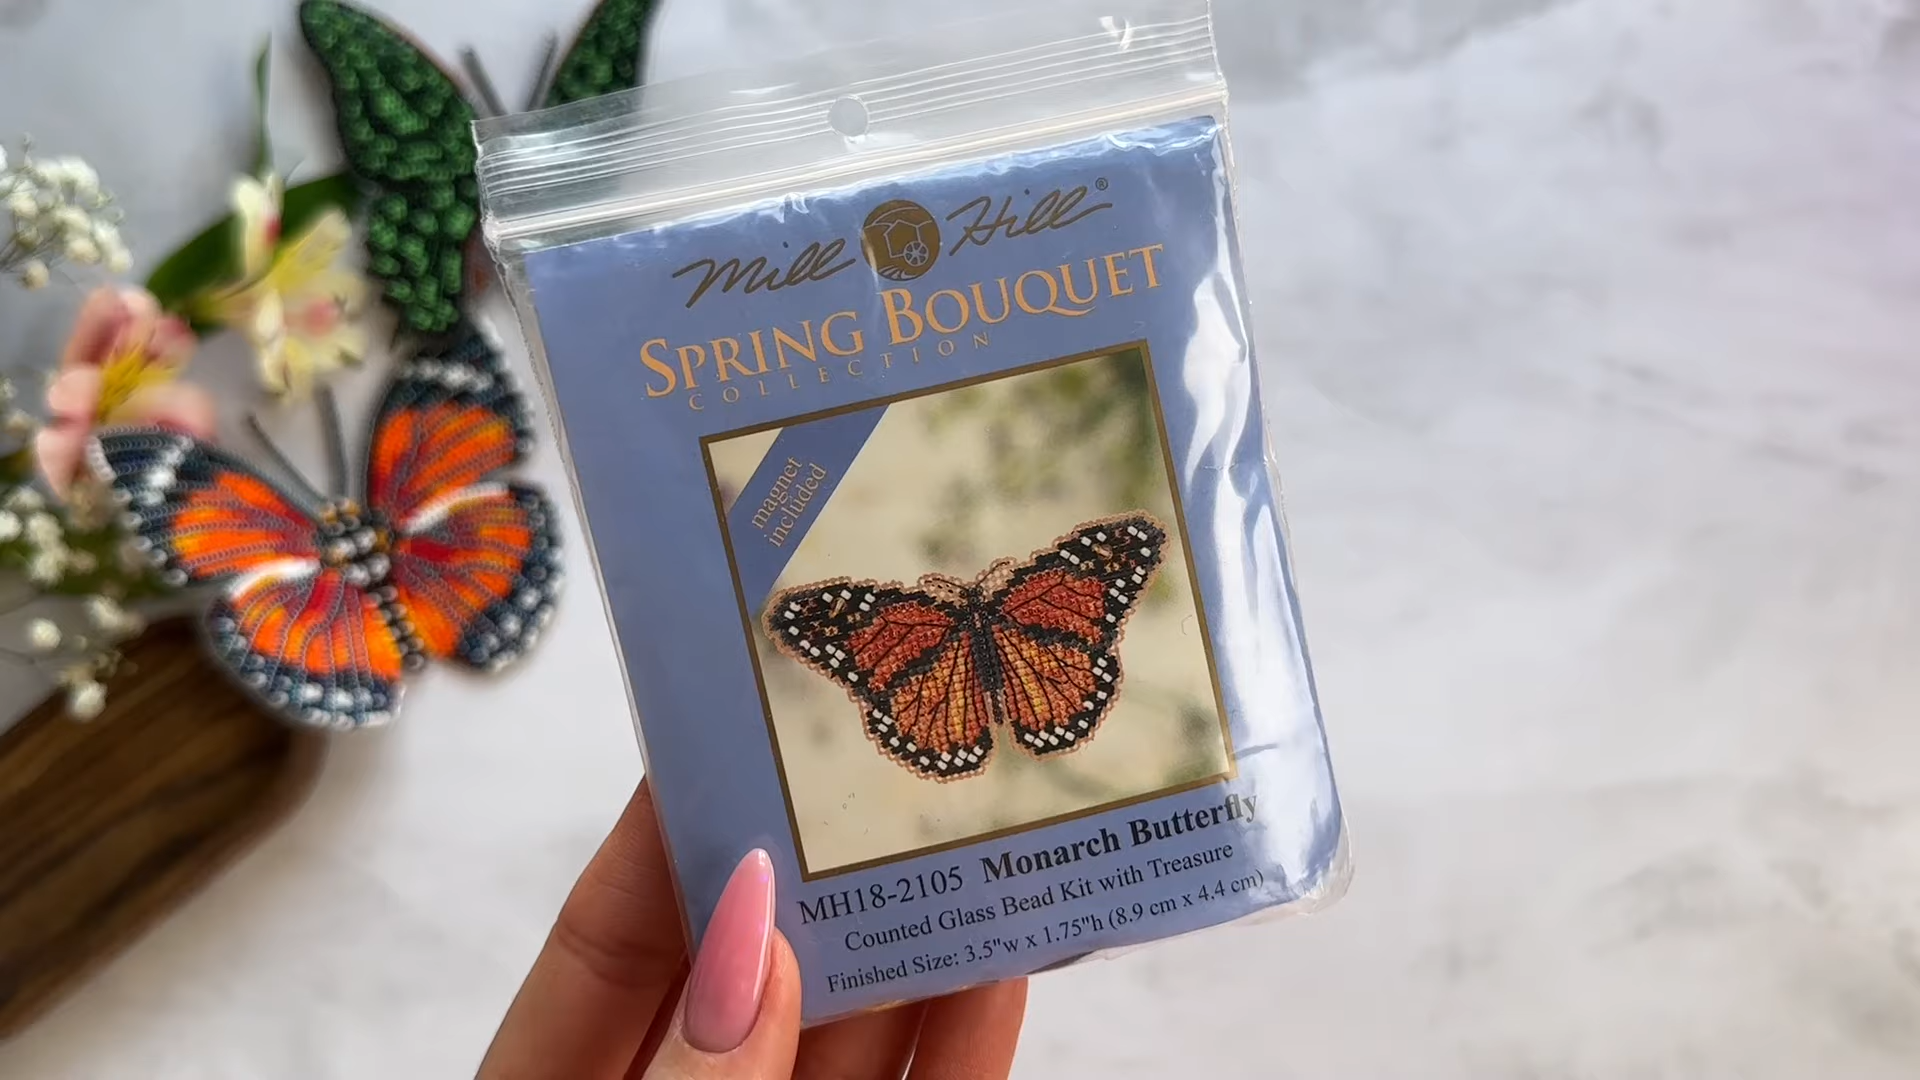 Mill Hill®
SPRING BOUQUET
COLLECTION
magnet
included
MH18-2105 Monarch Butterfly
Counted Glass Bead Kit with Treasure
Finished Size: 3.5"w x 1.75"h (8.9 cm x 4.4 cm)